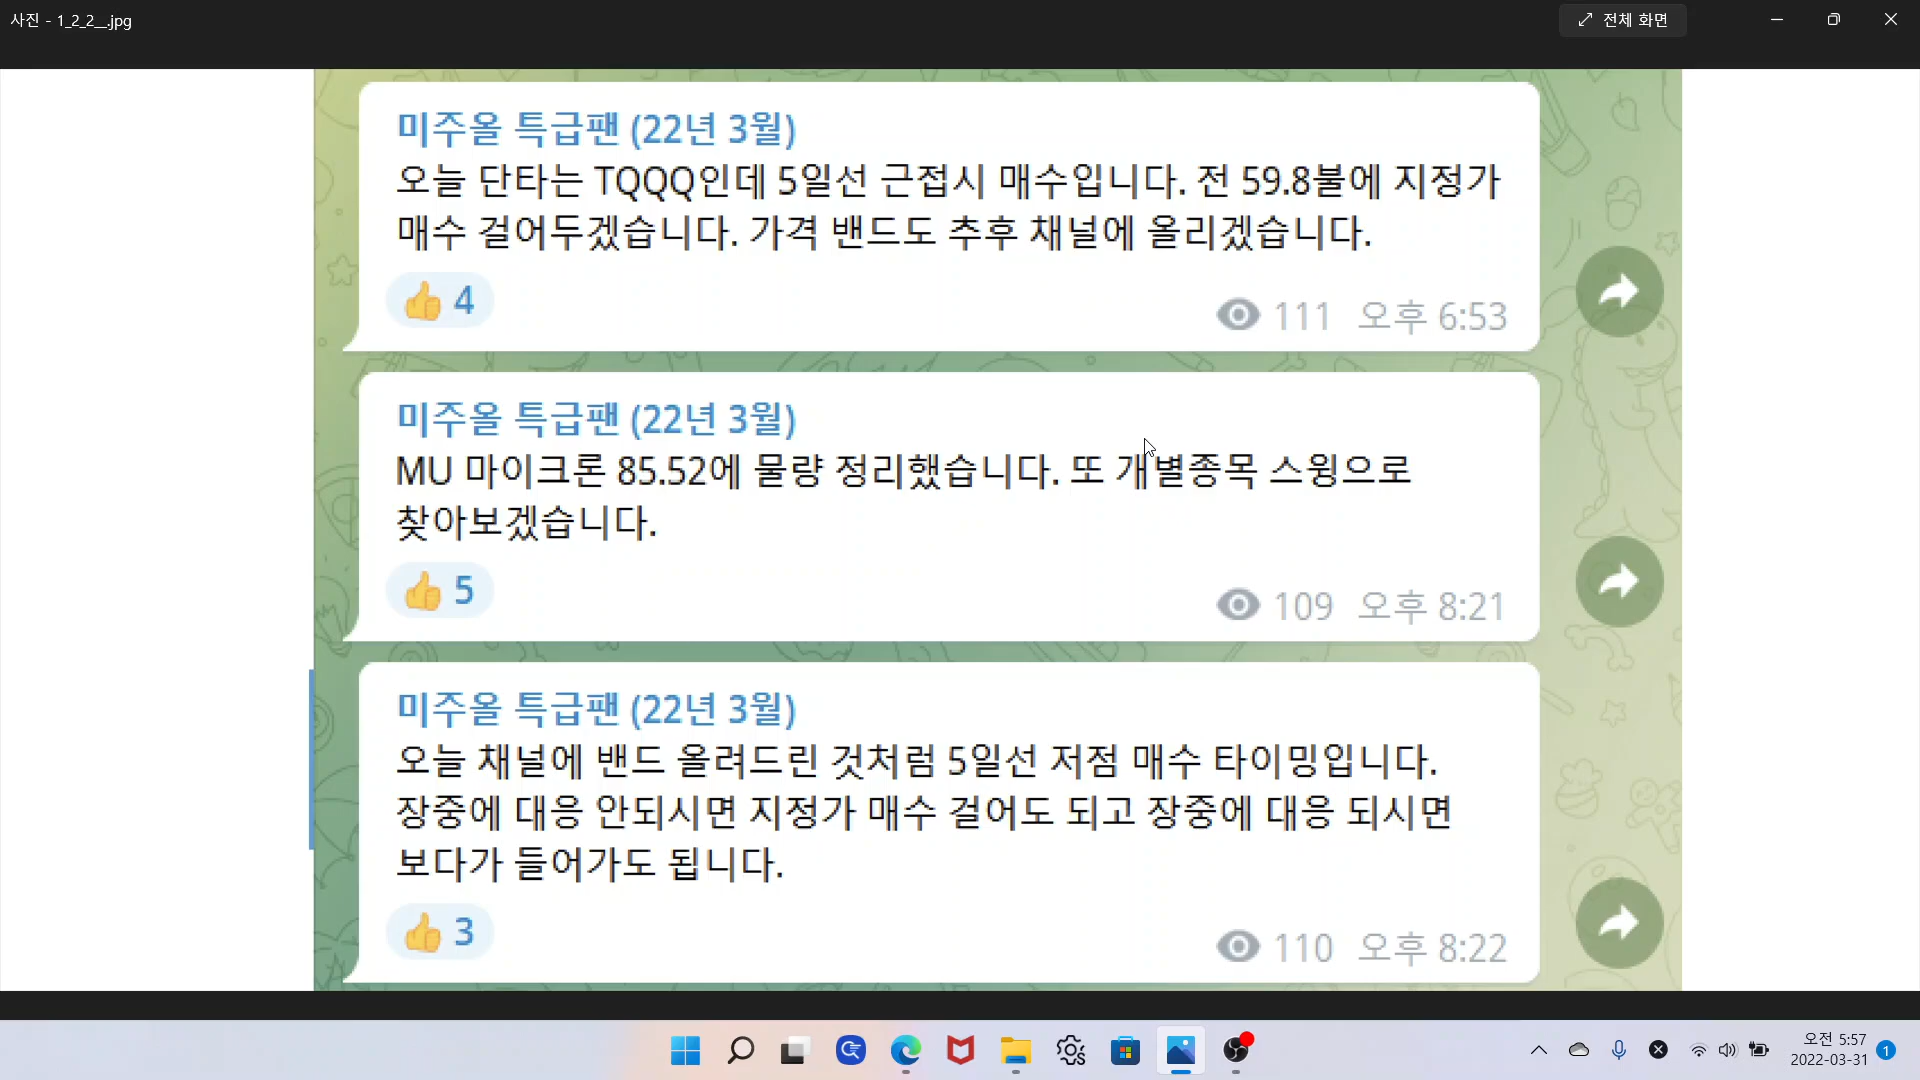 사진 - 1_2_2__.jpg
전체 화면
미주올 특급팬 (22년 3월)
오늘 단타는 TQQQ인데 5일선 근접시 매수입니다. 전 59.8불에 지정가
매수 걸어두겠습니다. 가격 밴드도 추후 채널에 올리겠습니다.
4
111 오후 6:53
미주올 특급팬 (22년 3월)
MU 마이크론 85.52에 물량 정리했습니다. 또 개별종목 스윙으로
찾아보겠습니다.
5
109 오후 8:21
미주올 특급팬 (22년 3월)
오늘 채널에 밴드 올려드린 것처럼 5일선 저점 매수 타이밍입니다.
장중에 대응 안되시면 지정가 매수 걸어도 되고 장중에 대응 되시면
보다가 들어가도 됩니다.
3
110 오후 8:22
오전 5:57
2022-03-31
1